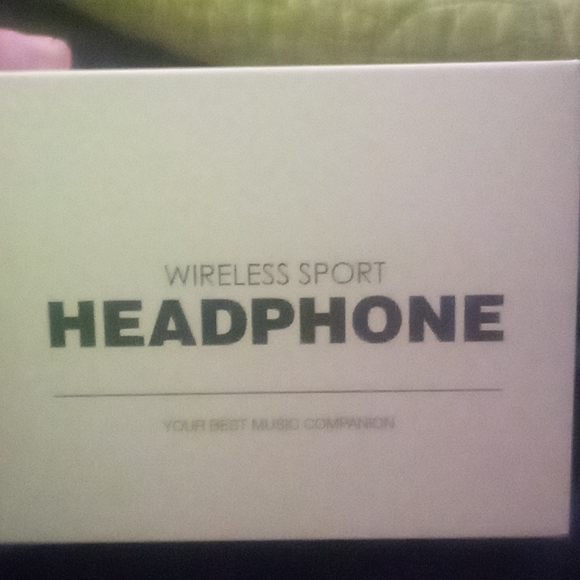 WIRELESS SPORT
HEADPHONE
YOUR BEST MUSIC COMPANION